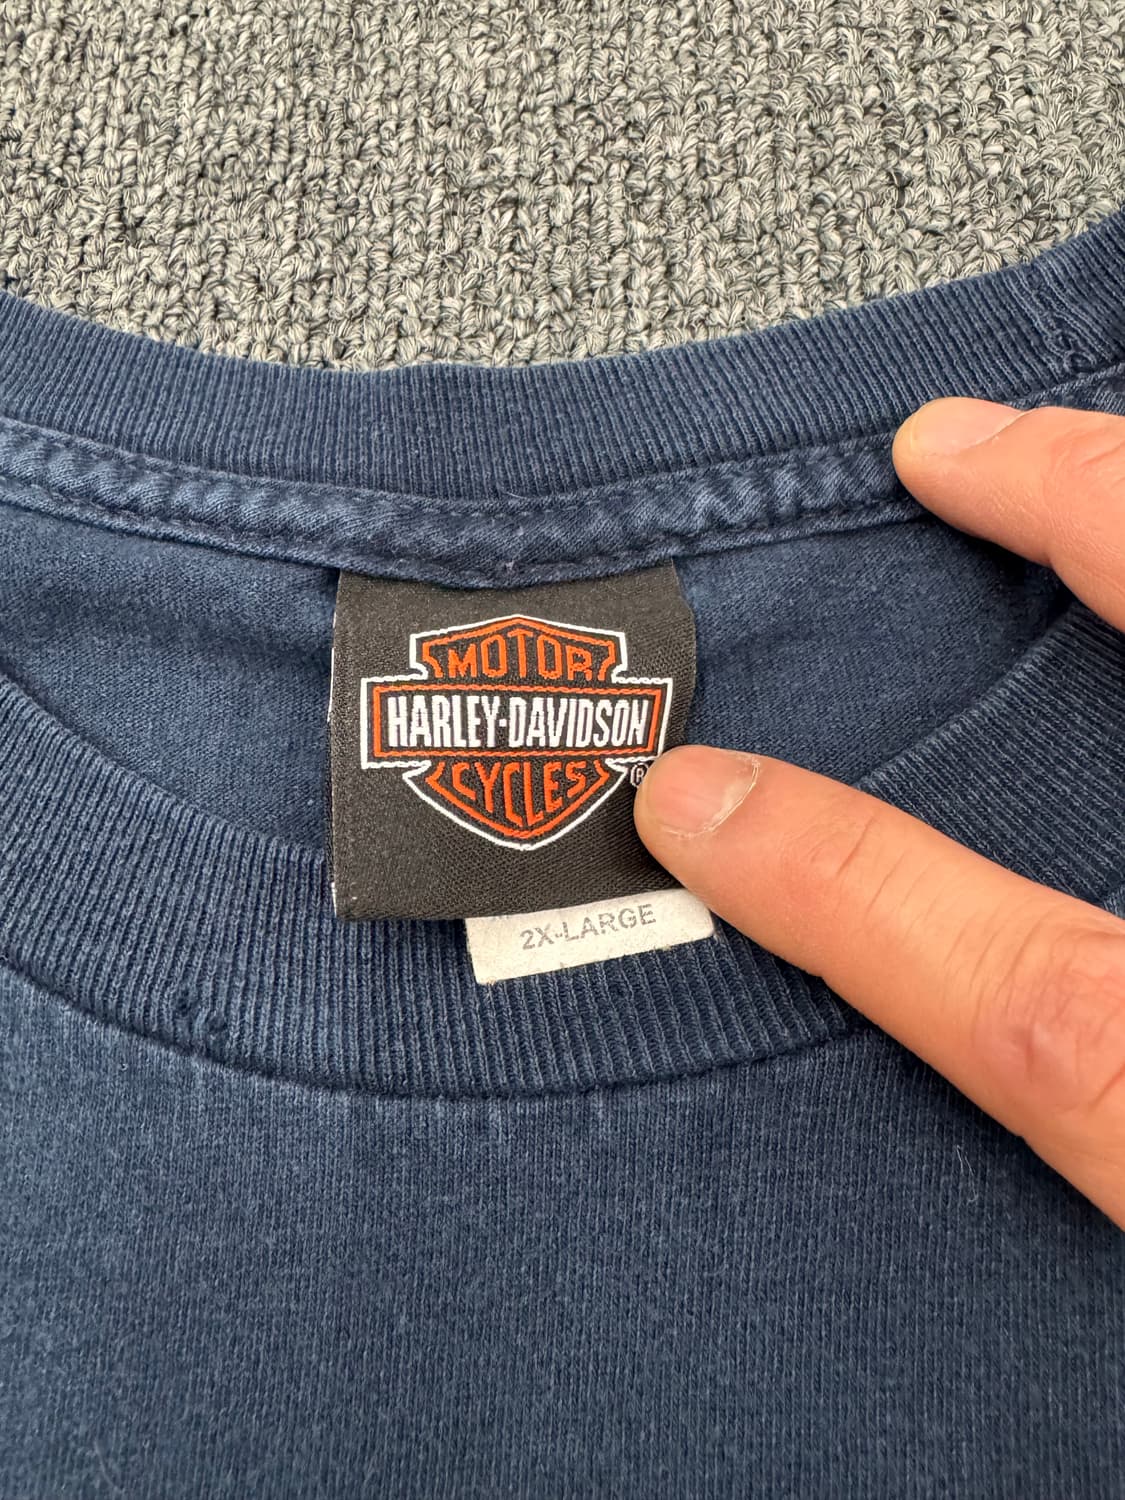 MOTOR
HARLEY-DAVIDSON
CYCLES
®
2X-LARGE